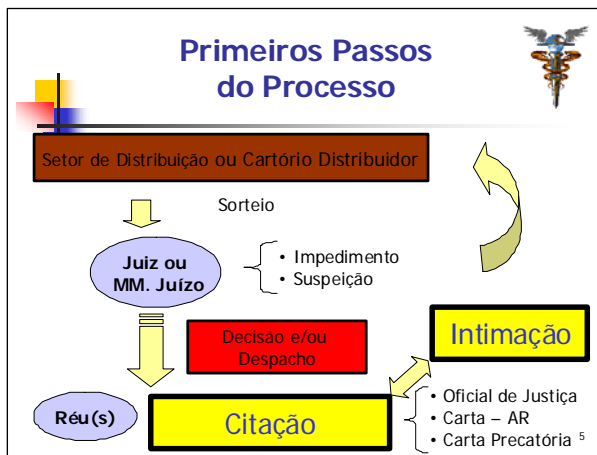 Primeiros Passos
do Processo
Setor de Distribuição ou Cartório Distribuidor
Sorteio
Juiz ou
MM. Juízo
• Impedimento
• Suspeição
Decisão e/ou
Despacho
Intimação
Réu(s)
Citação
• Oficial de Justiça
• Carta – AR
• Carta Precatória 5